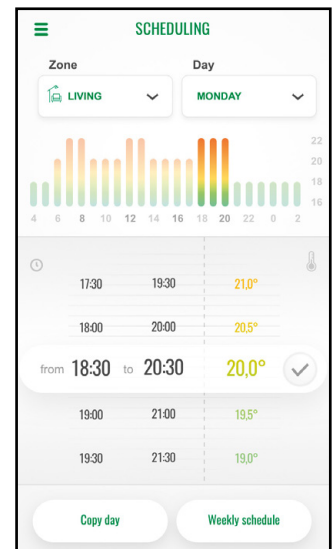 SCHEDULING
Zone Day
LIVING MONDAY
22
20
18
16
4 6 8 10 12 14 16 18 20 22 0 2
17:30 19:30 21,0°
18:00 20:00 20,5°
from 18:30 to 20:30 20,0°
19:00 21:00 19,5°
19:30 21:30 19,0°
Copy day Weekly schedule